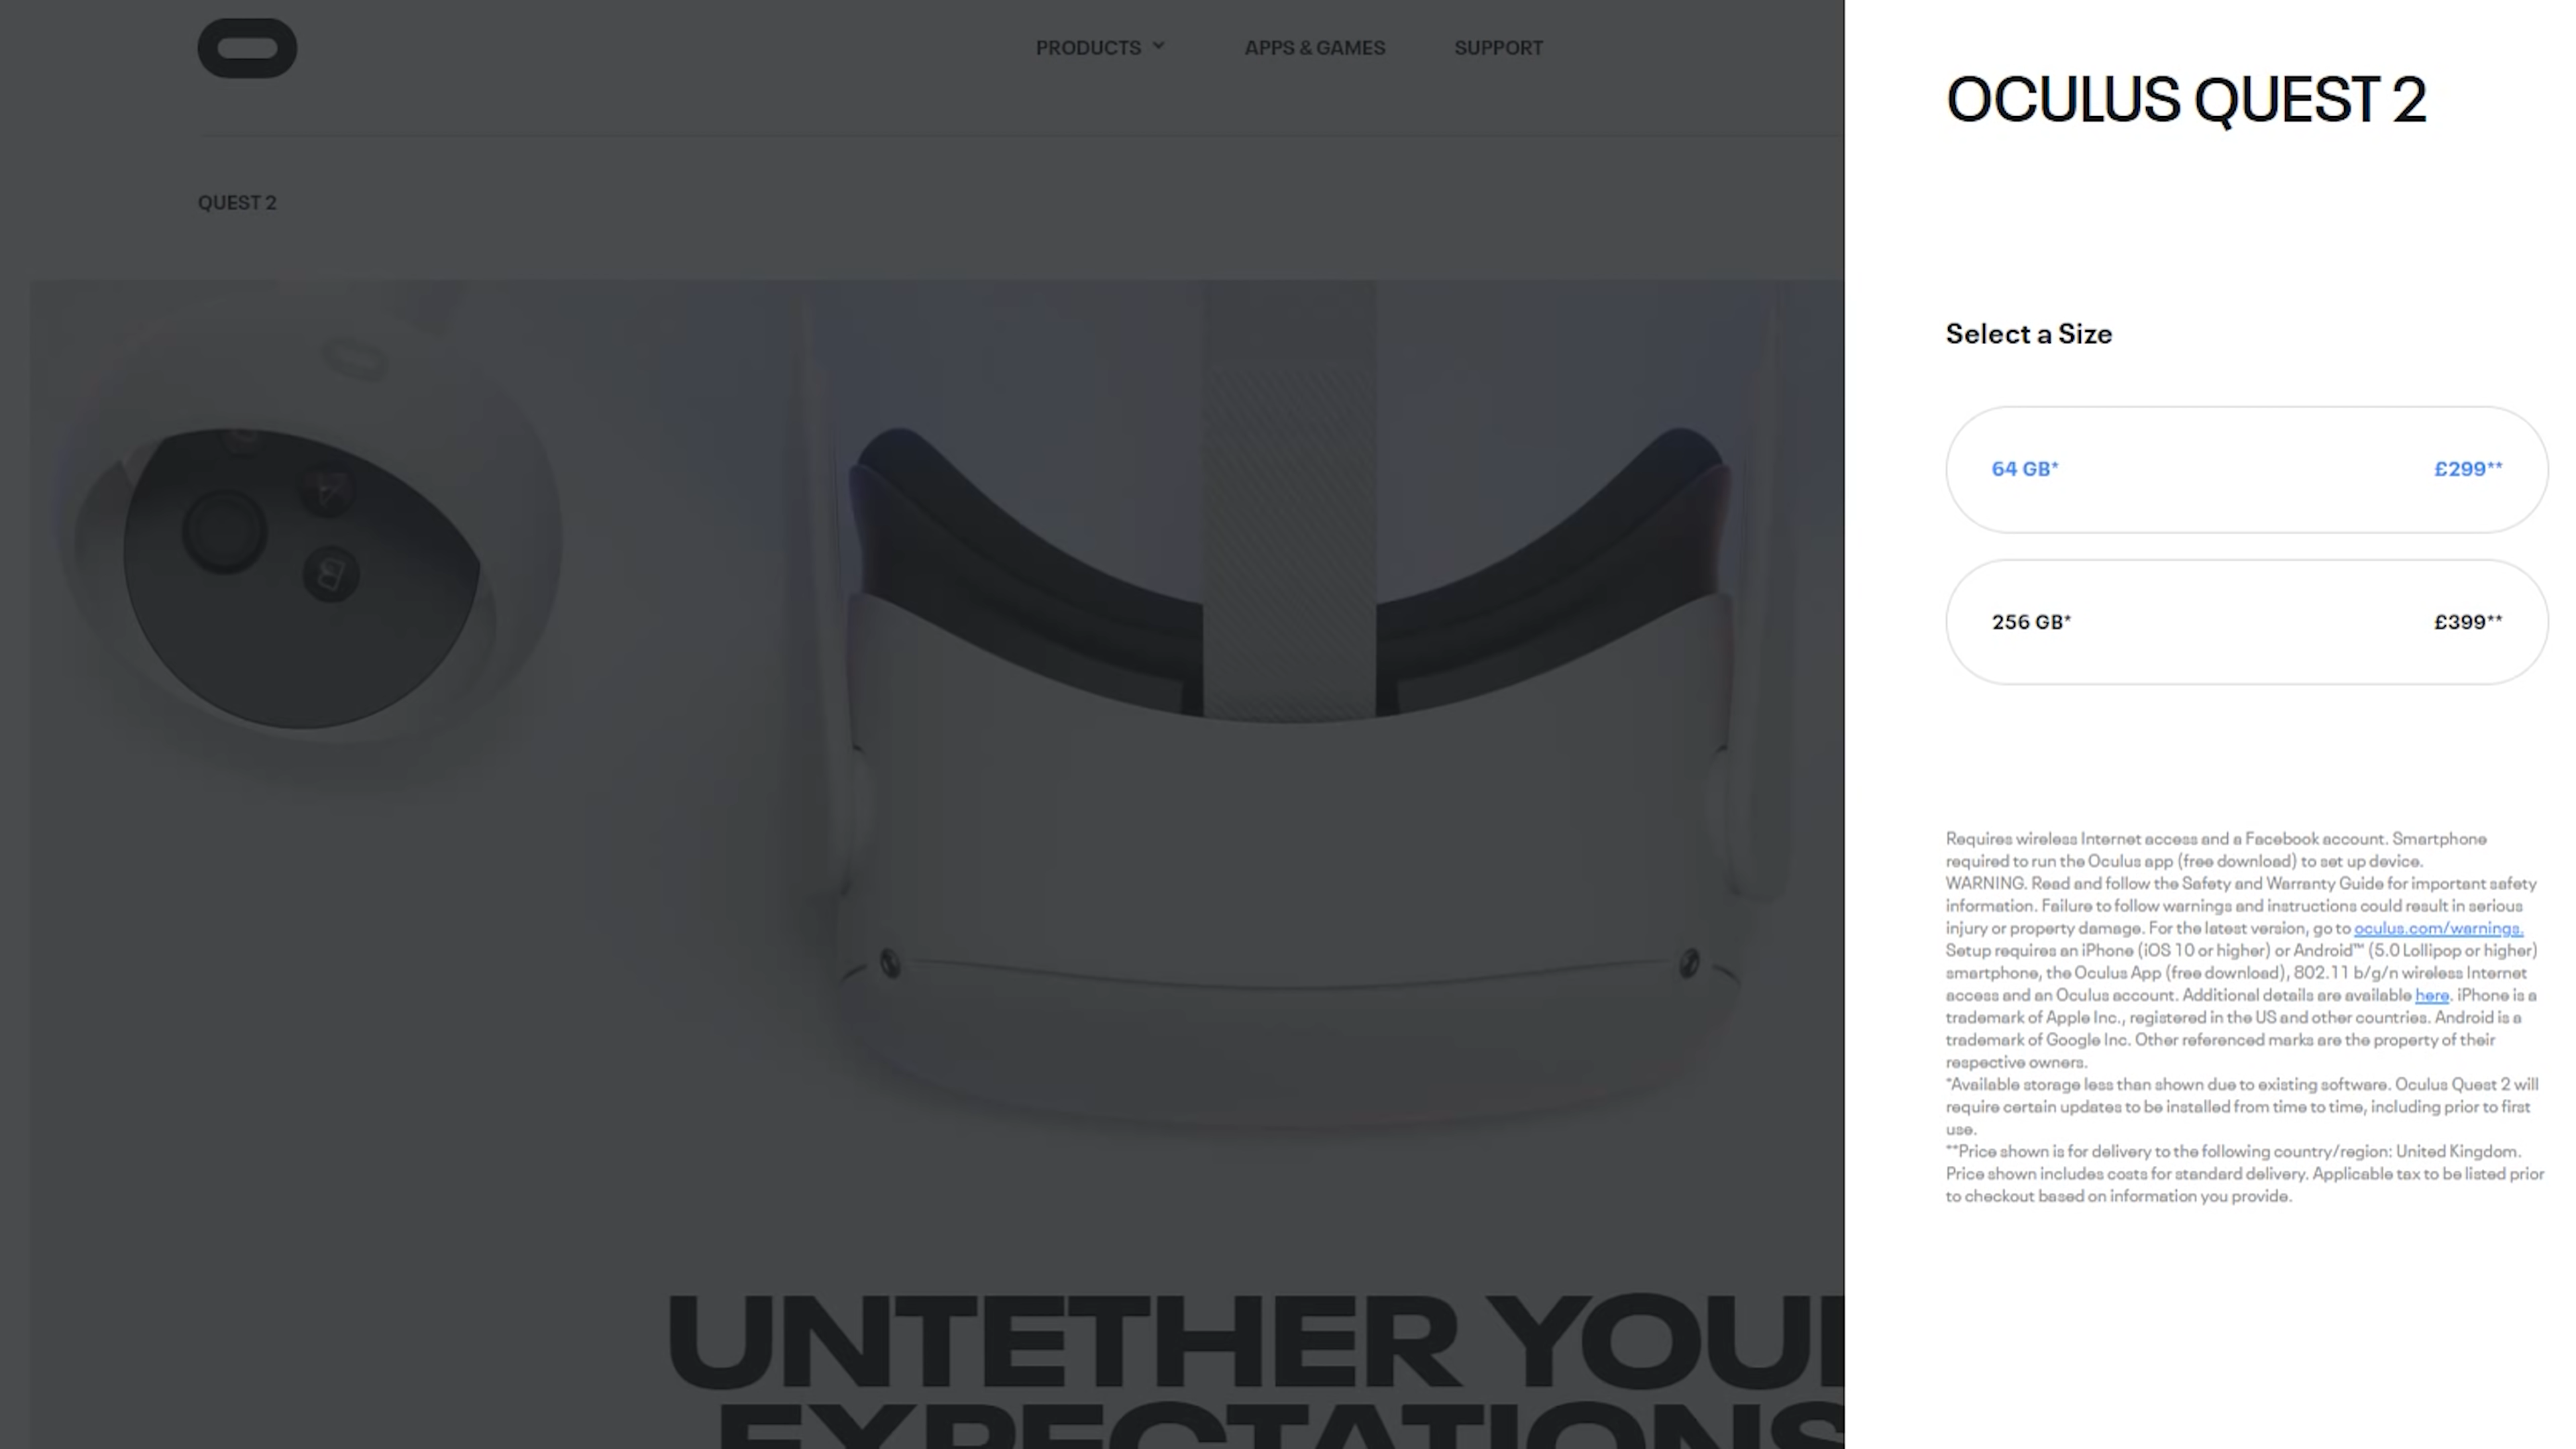 PRODUCTS
APPS & GAMES
SUPPORT
QUEST 2
A
B
UNTETHER YOUR
EXPECTATIONS
OCULUS QUEST 2
Select a Size
64 GB* £299**
256 GB* £399**
Requires wireless Internet access and a Facebook account. Smartphone
required to run the Oculus app (free download) to set up device.
WARNING. Read and follow the Safety and Warranty Guide for important safety
information. Failure to follow warnings and instructions could result in serious
injury or property damage. For the latest version, go to oculus.com/warnings.
Setup requires an iPhone (iOS 10 or higher) or Android™ (5.0 Lollipop or higher)
smartphone, the Oculus App (free download), 802.11 b/g/n wireless Internet
access and an Oculus account. Additional details are available here. iPhone is a
trademark of Apple Inc., registered in the US and other countries. Android is a
trademark of Google Inc. Other referenced marks are the property of their
respective owners.
*Available storage less than shown due to existing software. Oculus Quest 2 will
require certain updates to be installed from time to time, including prior to first
use.
**Price shown is for delivery to the following country/region: United Kingdom.
Price shown includes costs for standard delivery. Applicable tax to be listed prior
to checkout based on information you provide.